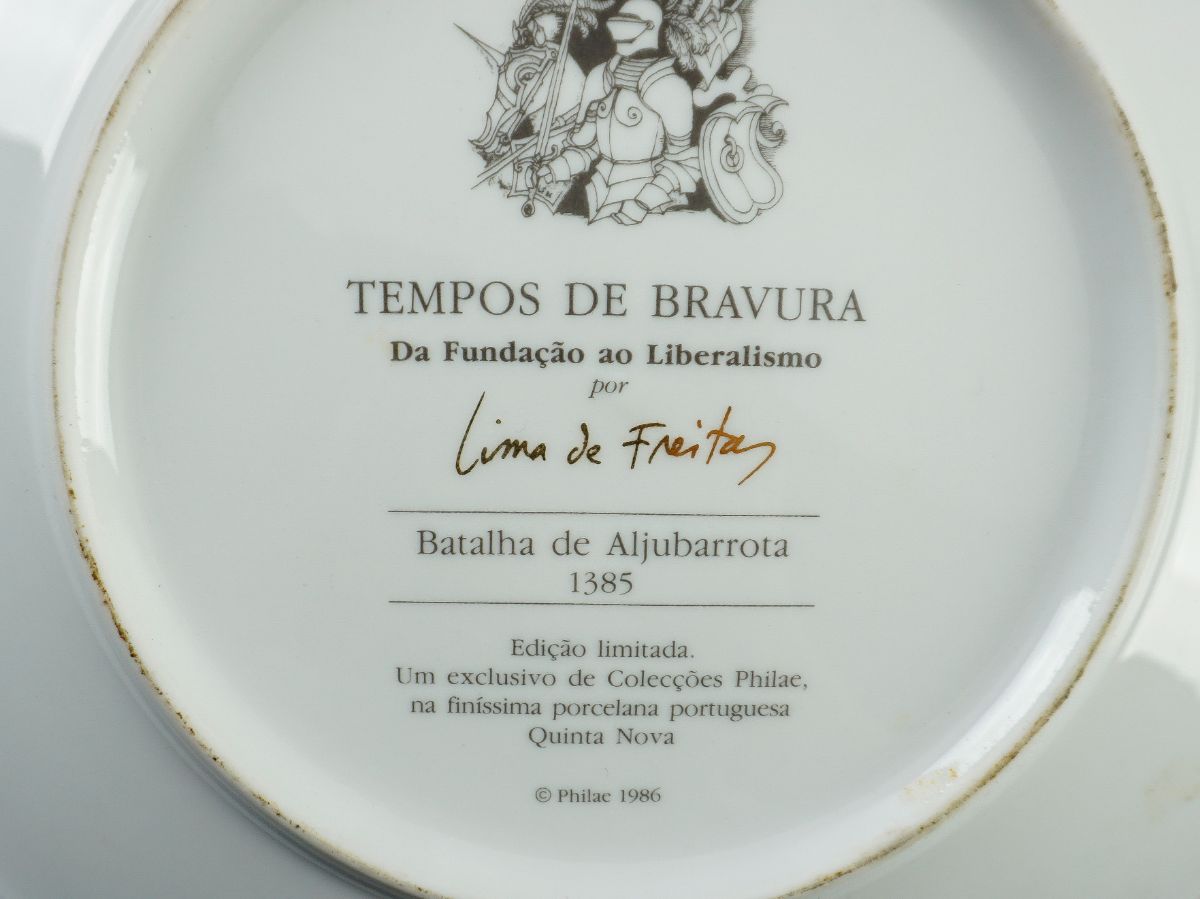 TEMPOS DE BRAVURA
Da Fundação ao Liberalismo
por
Lima de Freitas
Batalha de Aljubarrota
1385
Edição limitada.
Um exclusivo de Colecções Philae,
na finíssima porcelana portuguesa
Quinta Nova
© Philae 1986